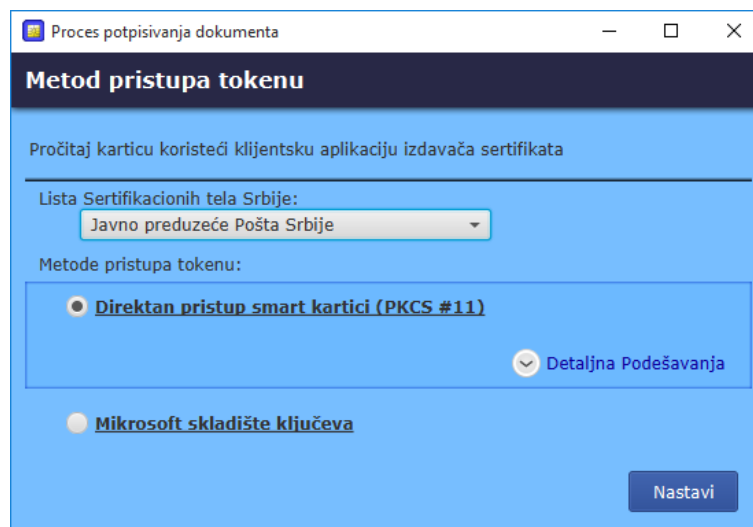 Proces potpisivanja dokumenta
Metod pristupa tokenu
Pročitaj karticu koristeći klijentsku aplikaciju izdavača sertifikata
Lista Sertifikacionih tela Srbije:
Javno preduzeće Pošta Srbije
Metode pristupa tokenu:
Direktan pristup smart kartici (PKCS #11)
Detaljna Podešavanja
Mikrosoft skladište ključeva
Nastavi